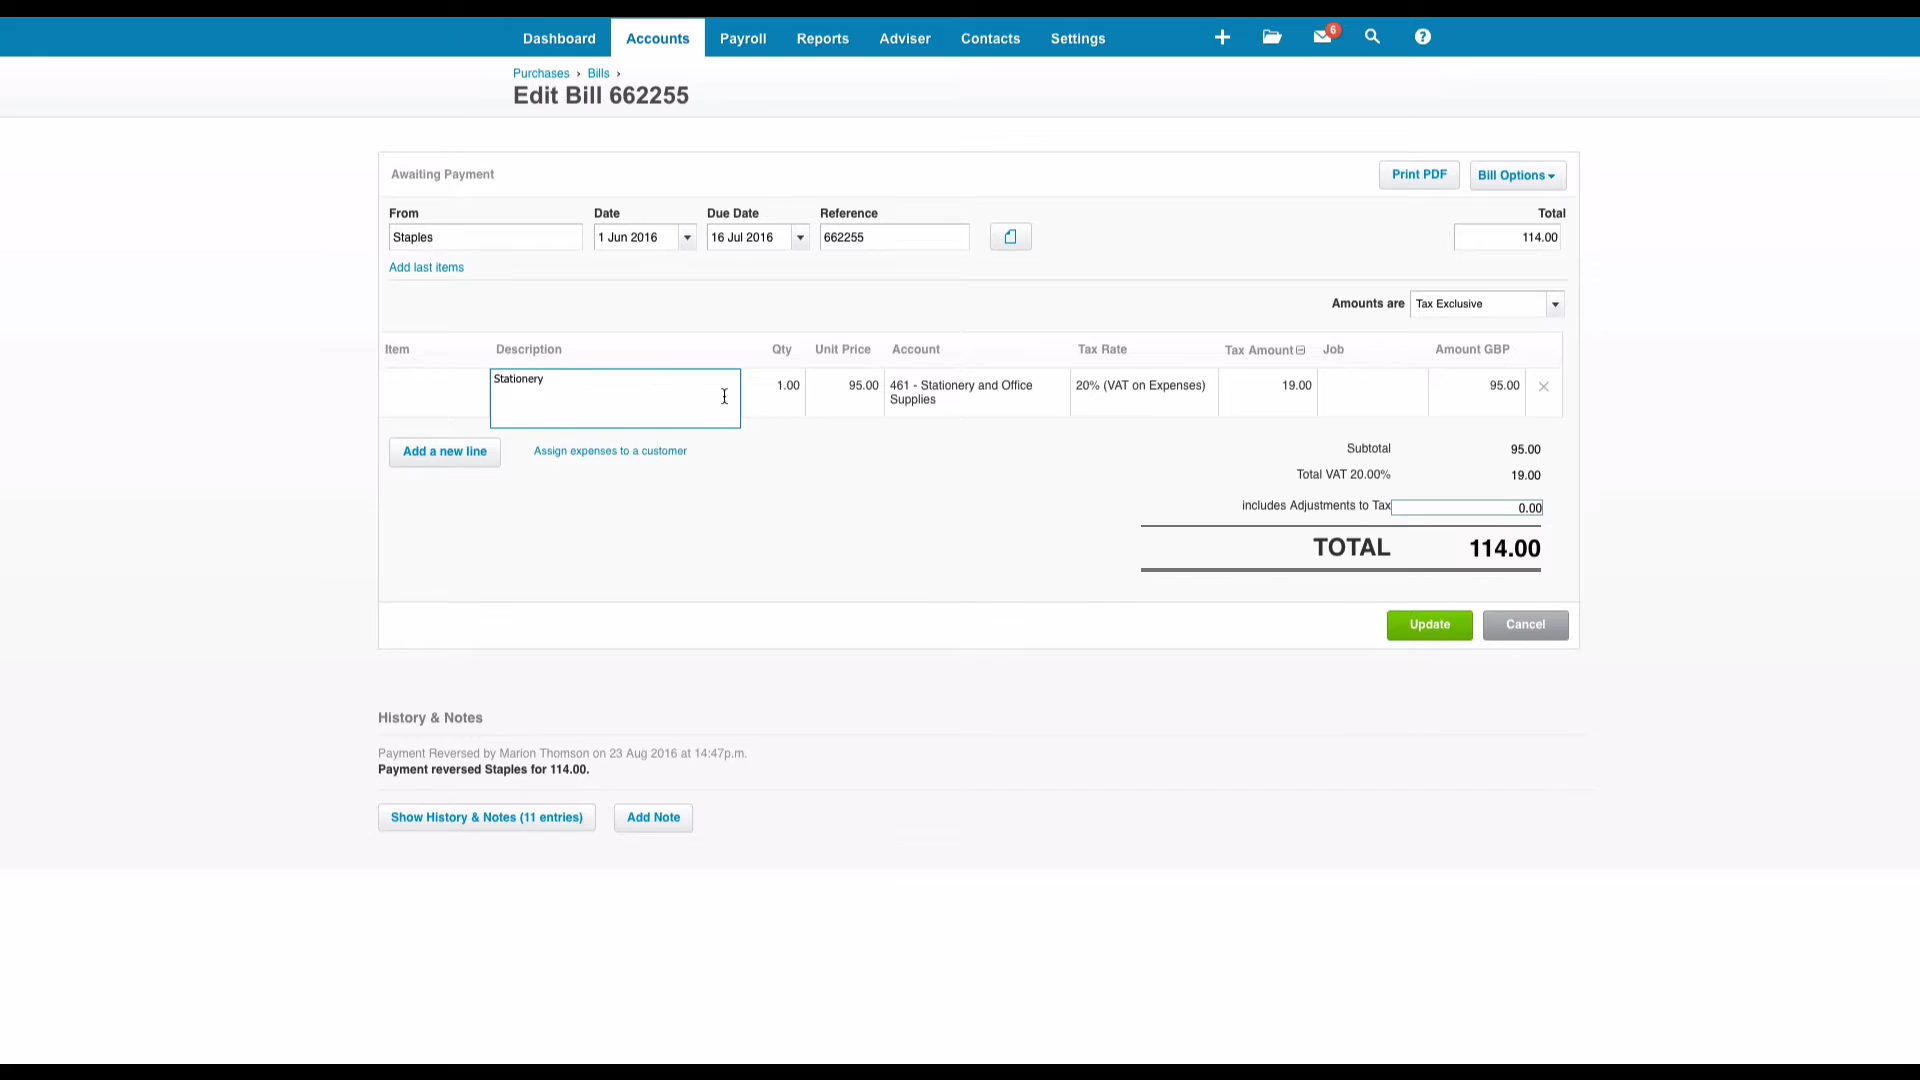 Dashboard Accounts Payroll Reports Adviser Contacts Settings 6 ?
Purchases › Bills ›
Edit Bill 662255
Awaiting Payment Print PDF Bill Options
From Date Due Date Reference Total
Staples 1 Jun 2016 16 Jul 2016 662255 114.00
Add last items
Amounts are Tax Exclusive
Item Description Qty Unit Price Account Tax Rate Tax Amount Job Amount GBP
Stationery 1.00 95.00 461 - Stationery and Office 20% (VAT on Expenses) 19.00 95.00
Supplies
Add a new line Assign expenses to a customer
Subtotal 95.00
Total VAT 20.00% 19.00
includes Adjustments to Tax 0.00
TOTAL 114.00
Update Cancel
History & Notes
Payment Reversed by Marion Thomson on 23 Aug 2016 at 14:47p.m.
Payment reversed Staples for 114.00.
Show History & Notes (11 entries) Add Note